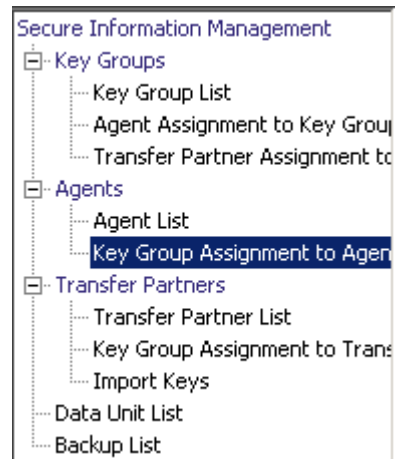 Secure Information Management
Key Groups
Key Group List
Agent Assignment to Key Grou
Transfer Partner Assignment to
Agents
Agent List
Key Group Assignment to Agen
Transfer Partners
Transfer Partner List
Key Group Assignment to Trans
Import Keys
Data Unit List
Backup List